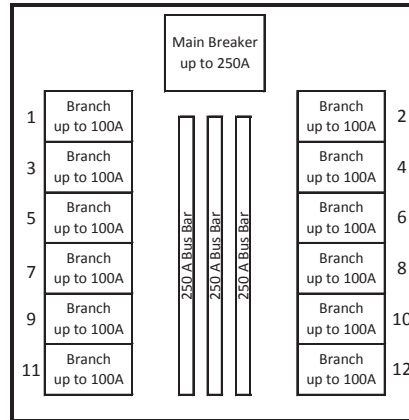 Main Breaker
up to 250A
1
Branch
up to 100A
Branch
up to 100A
2
3
Branch
up to 100A
Branch
up to 100A
4
5
Branch
up to 100A
Branch
up to 100A
6
7
Branch
up to 100A
Branch
up to 100A
8
9
Branch
up to 100A
Branch
up to 100A
10
11
Branch
up to 100A
Branch
up to 100A
12
250 A Bus Bar
250 A Bus Bar
250 A Bus Bar